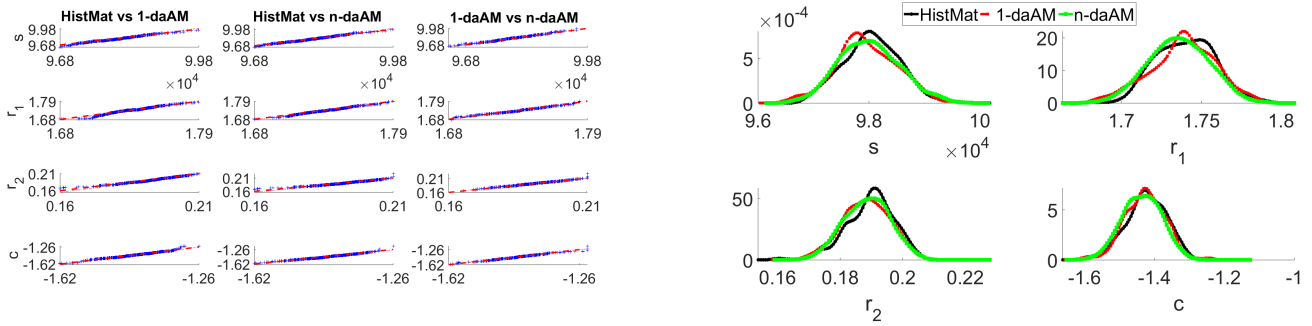 HistMat vs 1-daAM HistMat vs n-daAM 1-daAM vs n-daAM
s 9.98 9.68 9.98 9.68 9.98 9.68
9.68 9.98 9.68 9.98 9.68 9.98
×10⁴ ×10⁴ ×10⁴
r₁ 1.79 1.68 1.79 1.68 1.79 1.68
1.68 1.79 1.68 1.79 1.68 1.79
r₂ 0.21 0.16 0.21 0.16 0.21 0.16
0.16 0.21 0.16 0.21 0.16 0.21
c -1.26 -1.62 -1.26 -1.62 -1.26 -1.62
-1.62 -1.26 -1.62 -1.26 -1.62 -1.26
HistMat 1-daAM n-daAM
×10⁻⁴
5
0
9.6 9.8 10
×10⁴
s
20
10
0
1.7 1.75 1.8
r₁
50
0
0.16 0.18 0.2 0.22
r₂
5
0
-1.6 -1.4 -1.2 -1
c